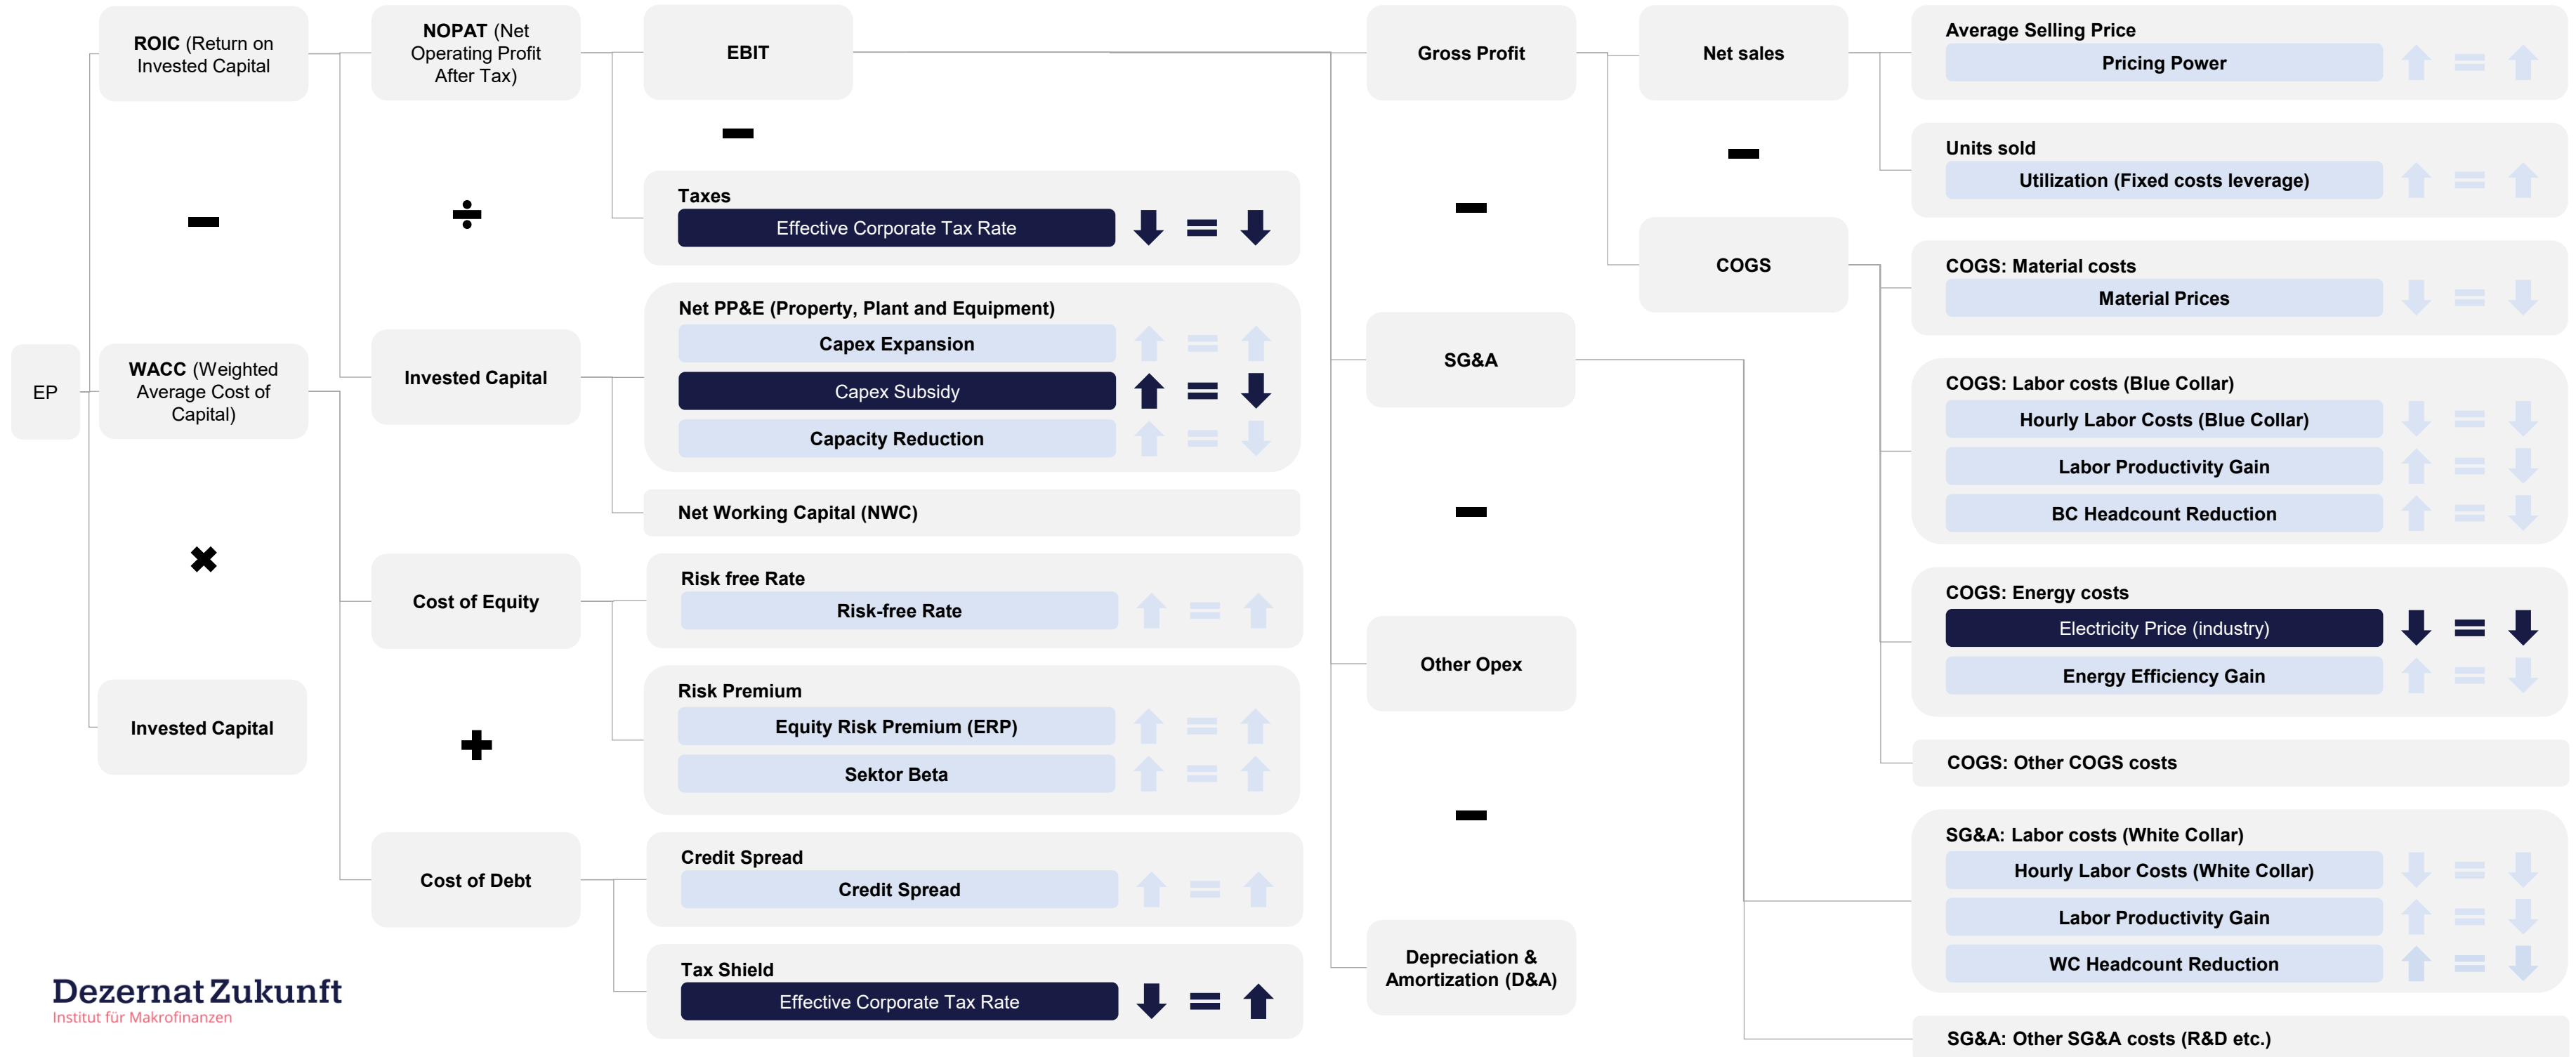 EP
ROIC (Return on
Invested Capital
WACC (Weighted
Average Cost of
Capital)
Invested Capital
NOPAT (Net
Operating Profit
After Tax)
Invested Capital
Cost of Equity
Cost of Debt
EBIT
Taxes
Effective Corporate Tax Rate
Net PP&E (Property, Plant and Equipment)
Capex Expansion
Capex Subsidy
Capacity Reduction
Net Working Capital (NWC)
Risk free Rate
Risk-free Rate
Risk Premium
Equity Risk Premium (ERP)
Sektor Beta
Credit Spread
Credit Spread
Tax Shield
Effective Corporate Tax Rate
Gross Profit
SG&A
Other Opex
Depreciation &
Amortization (D&A)
Net sales
COGS
Average Selling Price
Pricing Power
Units sold
Utilization (Fixed costs leverage)
COGS: Material costs
Material Prices
COGS: Labor costs (Blue Collar)
Hourly Labor Costs (Blue Collar)
Labor Productivity Gain
BC Headcount Reduction
COGS: Energy costs
Electricity Price (industry)
Energy Efficiency Gain
COGS: Other COGS costs
SG&A: Labor costs (White Collar)
Hourly Labor Costs (White Collar)
Labor Productivity Gain
WC Headcount Reduction
SG&A: Other SG&A costs (R&D etc.)
Dezernat Zukunft
Institut für Makrofinanzen